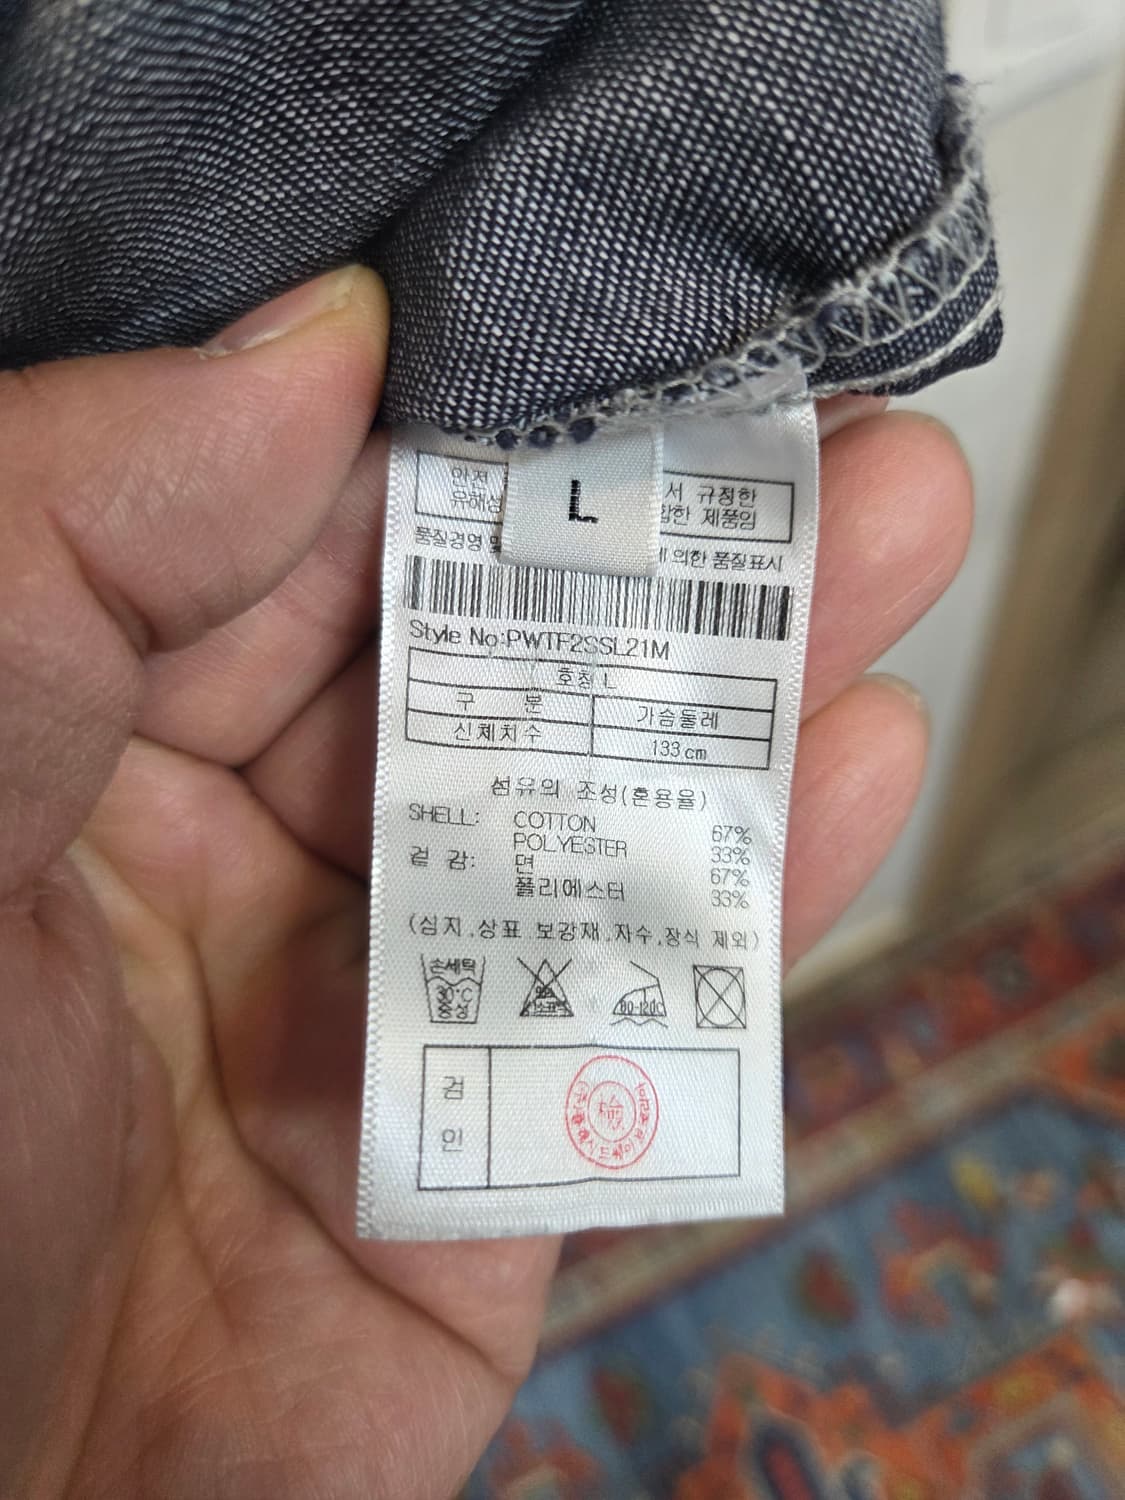 L
안전
서 규정한
유해성
합한 제품임
품질경영 및
에 의한 품질표시
Style No:PWTF2SSL21M
호칭 L
구 분 가슴둘레
신체치수 133cm
섬유의 조성(혼용율)
SHELL: COTTON 67%
POLYESTER 33%
겉 감: 면 67%
폴리에스터 33%
(심지,상표 보강재,자수,장식 제외)
손세탁
30°C
중성
80-120℃
검
인